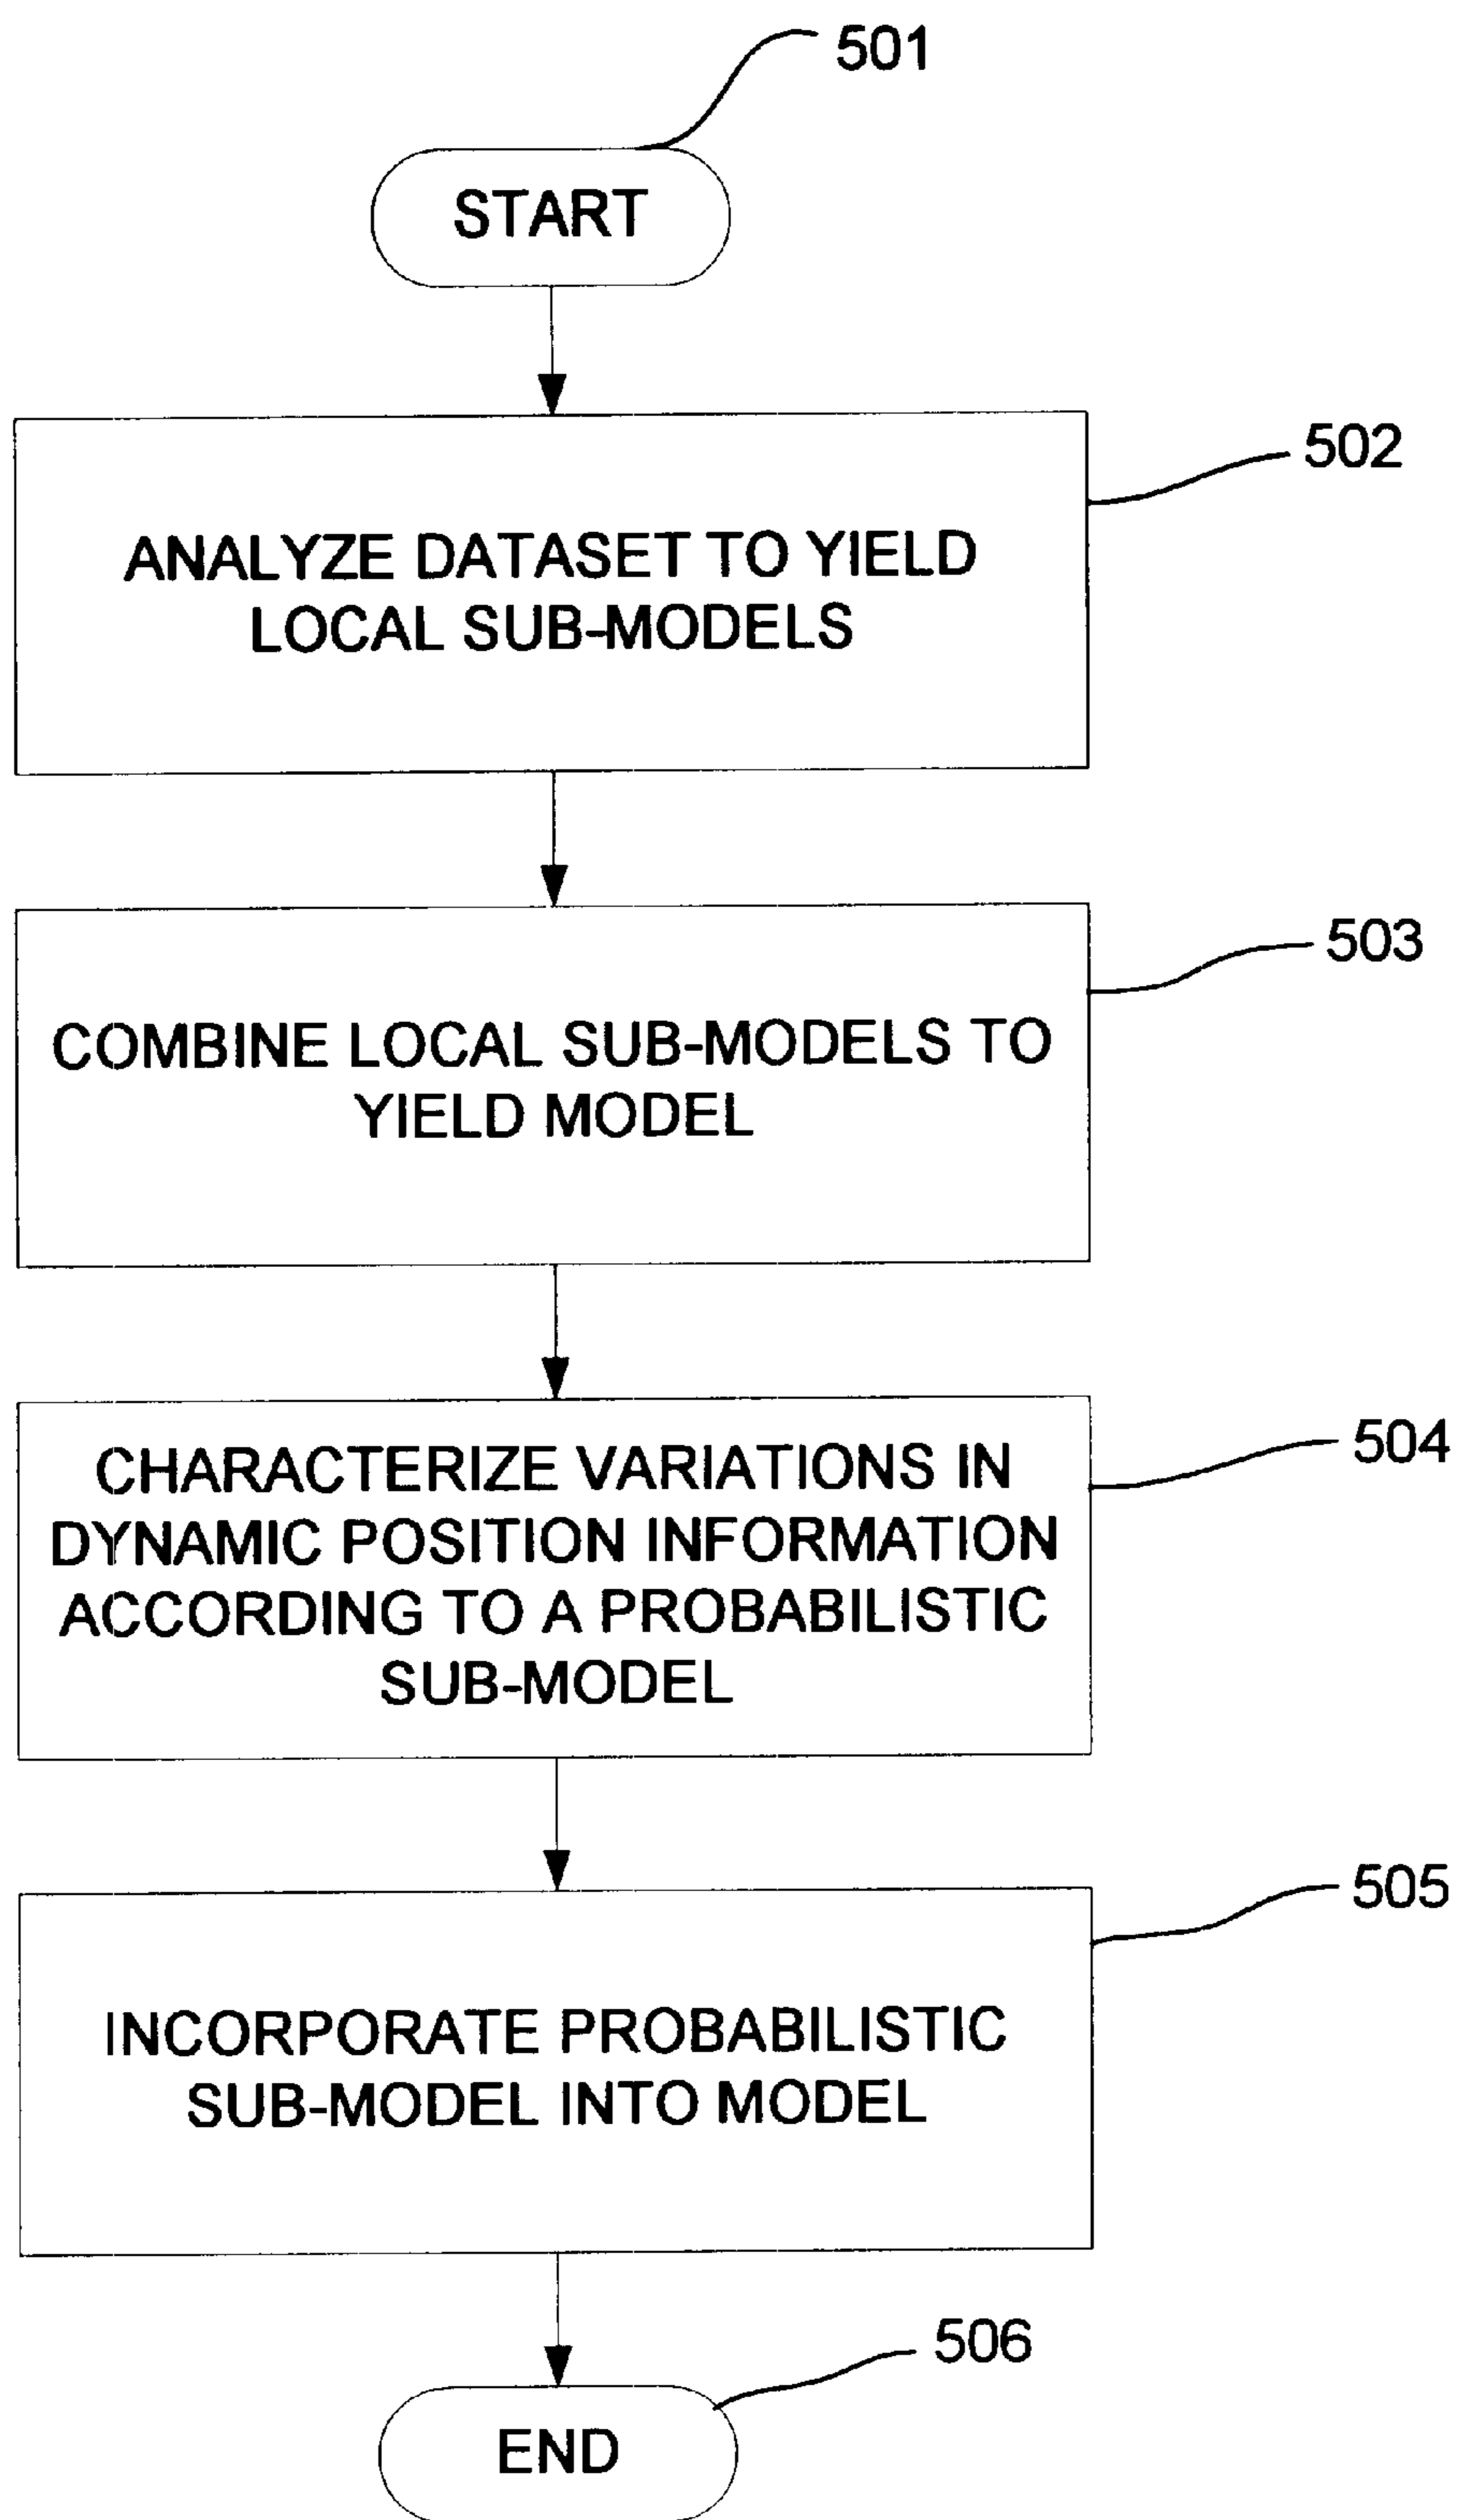 501
START
502
ANALYZE DATASET TO YIELD
LOCAL SUB-MODELS
503
COMBINE LOCAL SUB-MODELS TO
YIELD MODEL
504
CHARACTERIZE VARIATIONS IN
DYNAMIC POSITION INFORMATION
ACCORDING TO A PROBABILISTIC
SUB-MODEL
505
INCORPORATE PROBABILISTIC
SUB-MODEL INTO MODEL
506
END